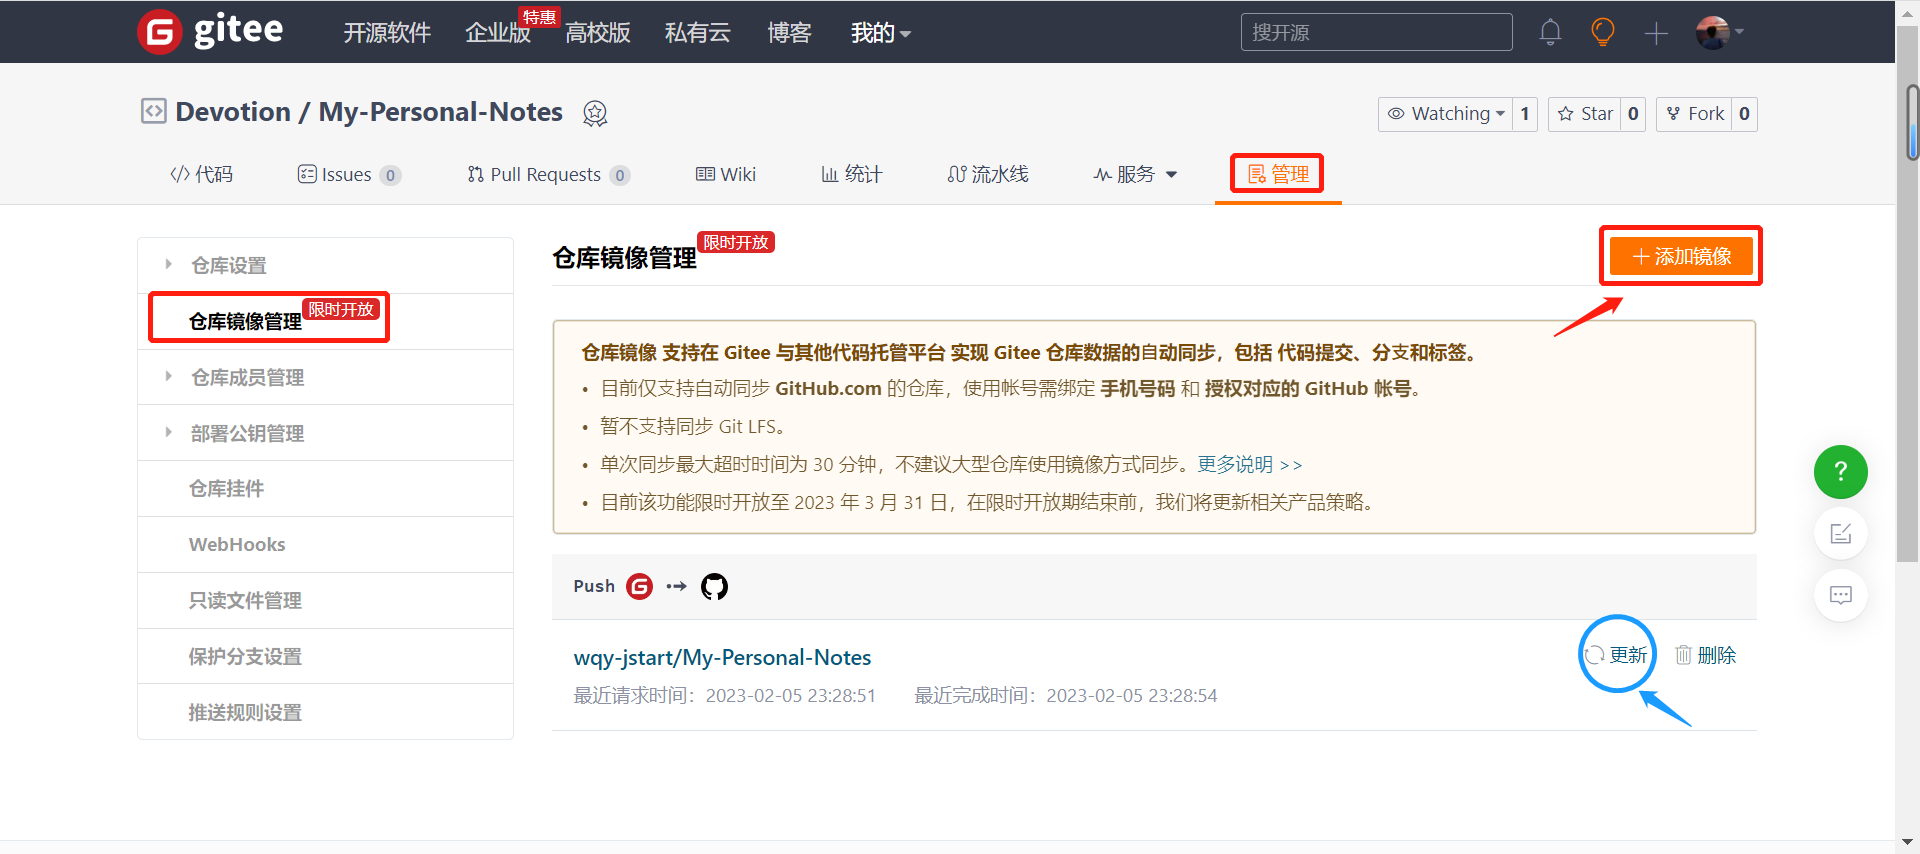 gitee
开源软件
企业版
特惠
高校版
私有云
博客
我的
搜开源
Devotion / My-Personal-Notes
Watching 1
Star 0
Fork 0
代码
Issues 0
Pull Requests 0
Wiki
统计
流水线
服务
管理
仓库设置
仓库镜像管理 限时开放
仓库成员管理
部署公钥管理
仓库挂件
WebHooks
只读文件管理
保护分支设置
推送规则设置
仓库镜像管理 限时开放
添加镜像
仓库镜像 支持在 Gitee 与其他代码托管平台 实现 Gitee 仓库数据的自动同步，包括 代码提交、分支和标签。
• 目前仅支持自动同步 GitHub.com 的仓库，使用帐号需绑定 手机号码 和 授权对应的 GitHub 帐号。
• 暂不支持同步 Git LFS。
• 单次同步最大超时时间为 30 分钟，不建议大型仓库使用镜像方式同步。更多说明 >>
• 目前该功能限时开放至 2023 年 3 月 31 日，在限时开放期结束前，我们将更新相关产品策略。
Push
wqy-jstart/My-Personal-Notes
更新
删除
最近请求时间：2023-02-05 23:28:51
最近完成时间：2023-02-05 23:28:54
?